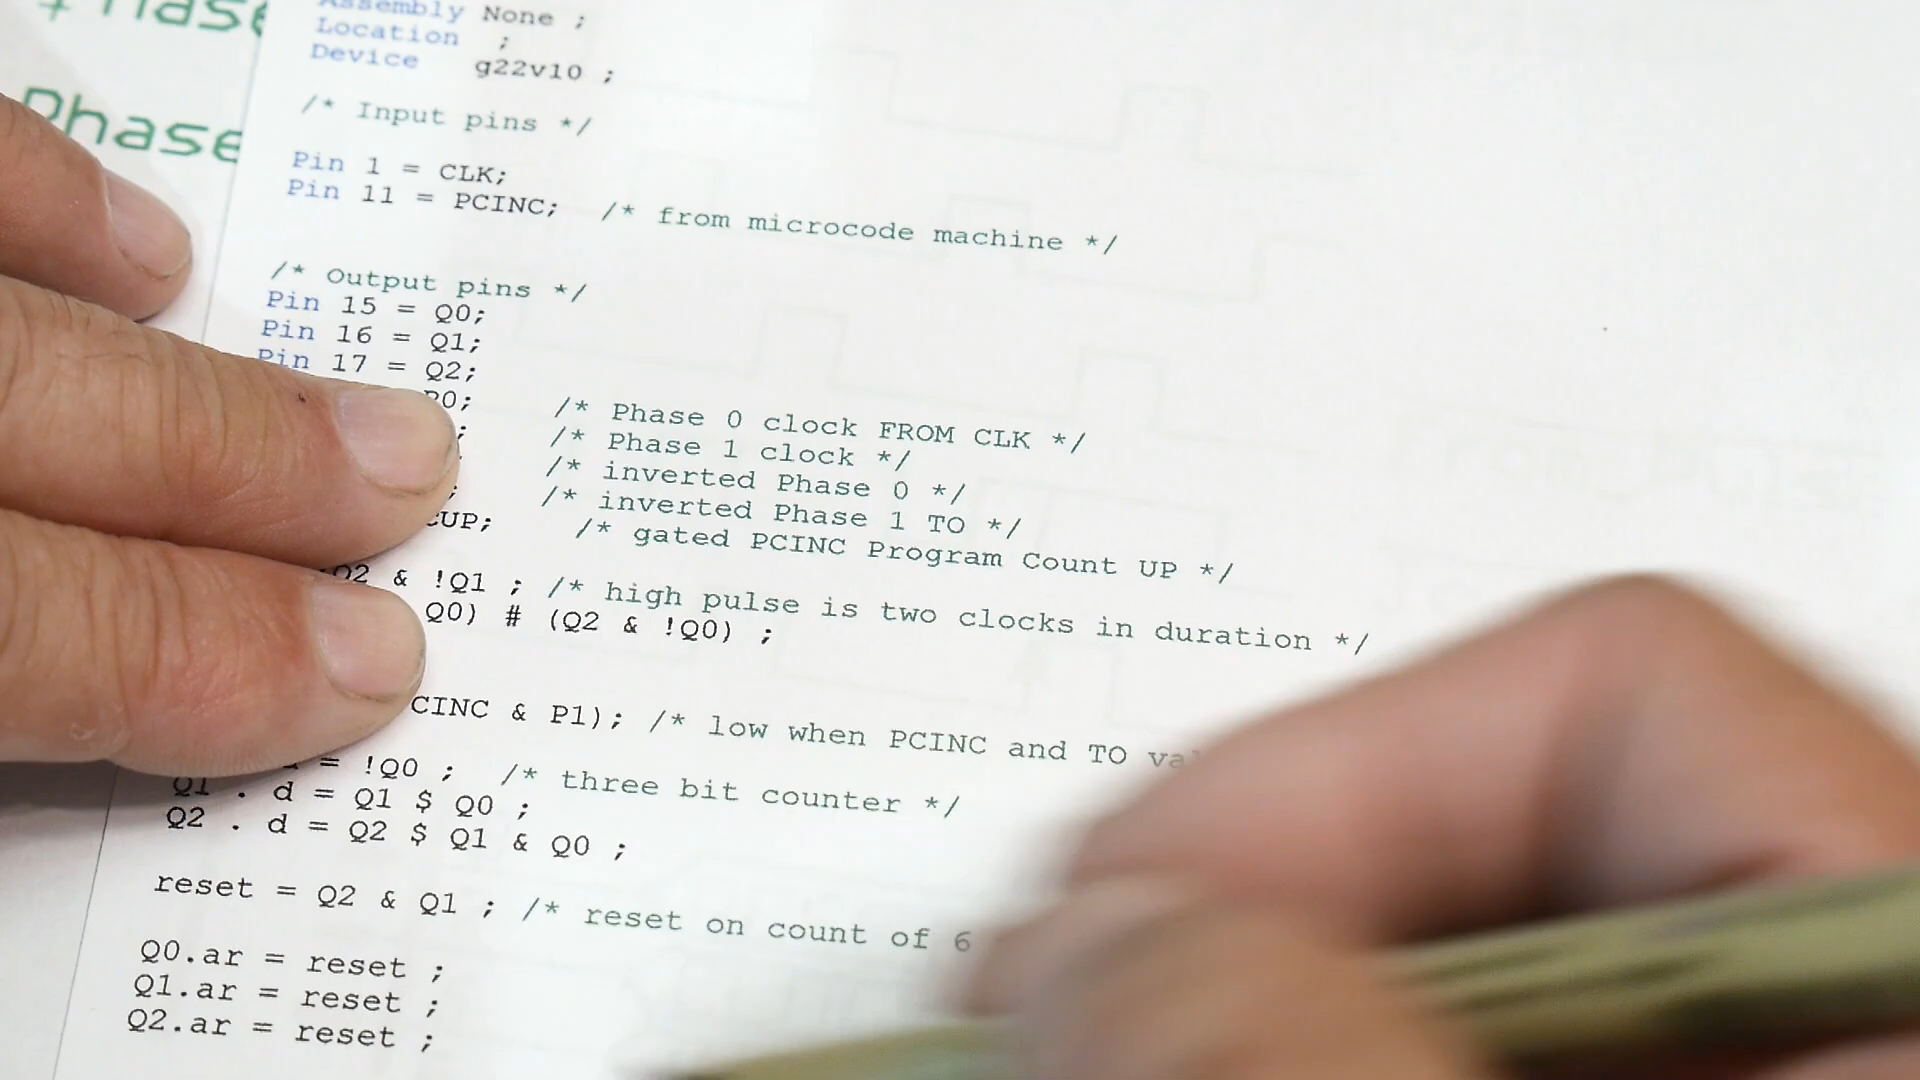 Phase
Phase
Assembly None ;
Location ;
Device g22v10 ;
/* Input pins */
Pin 1 = CLK;
Pin 11 = PCINC; /* from microcode machine */
/* Output pins */
Pin 15 = Q0;
Pin 16 = Q1;
Pin 17 = Q2;
P0; /* Phase 0 clock FROM CLK */
; /* Phase 1 clock */
/* inverted Phase 0 */
; /* inverted Phase 1 TO */
CUP; /* gated PCINC Program Count UP */
Q2 & !Q1 ; /* high pulse is two clocks in duration */
Q0) # (Q2 & !Q0) ;
CINC & P1); /* low when PCINC and TO
= !Q0 ; /* three bit counter */
Q1 . d = Q1 $ Q0 ;
Q2 . d = Q2 $ Q1 & Q0 ;
reset = Q2 & Q1 ; /* reset on count of 6
Q0.ar = reset ;
Q1.ar = reset ;
Q2.ar = reset ;